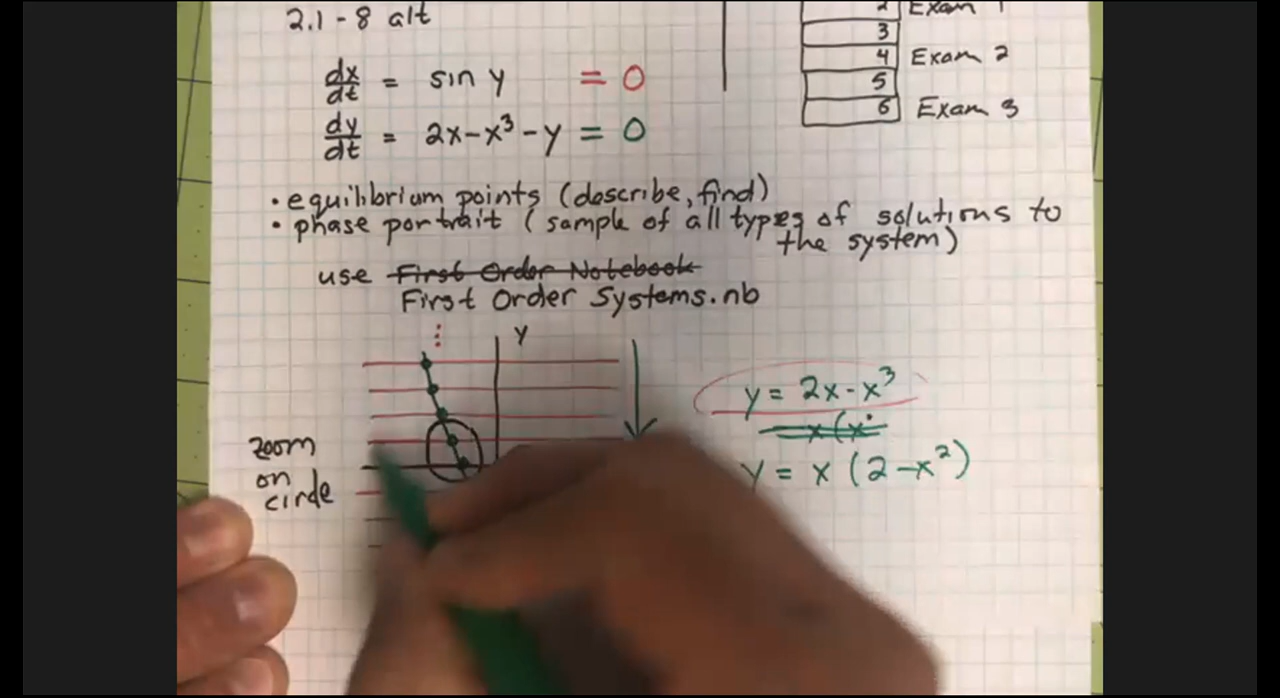 2.1-8 alt
2 Exam 1
3
4 Exam 2
5
6 Exam 3
dx/dt = sin y = 0
dy/dt = 2x-x³-y = 0
• equilibrium points (describe, find)
• phase portrait (sample of all types of solutions to
the system)
use First Order Notebook
First Order Systems.nb
y
zoom
on
circle
y = 2x-x³
y = x(2-x²)